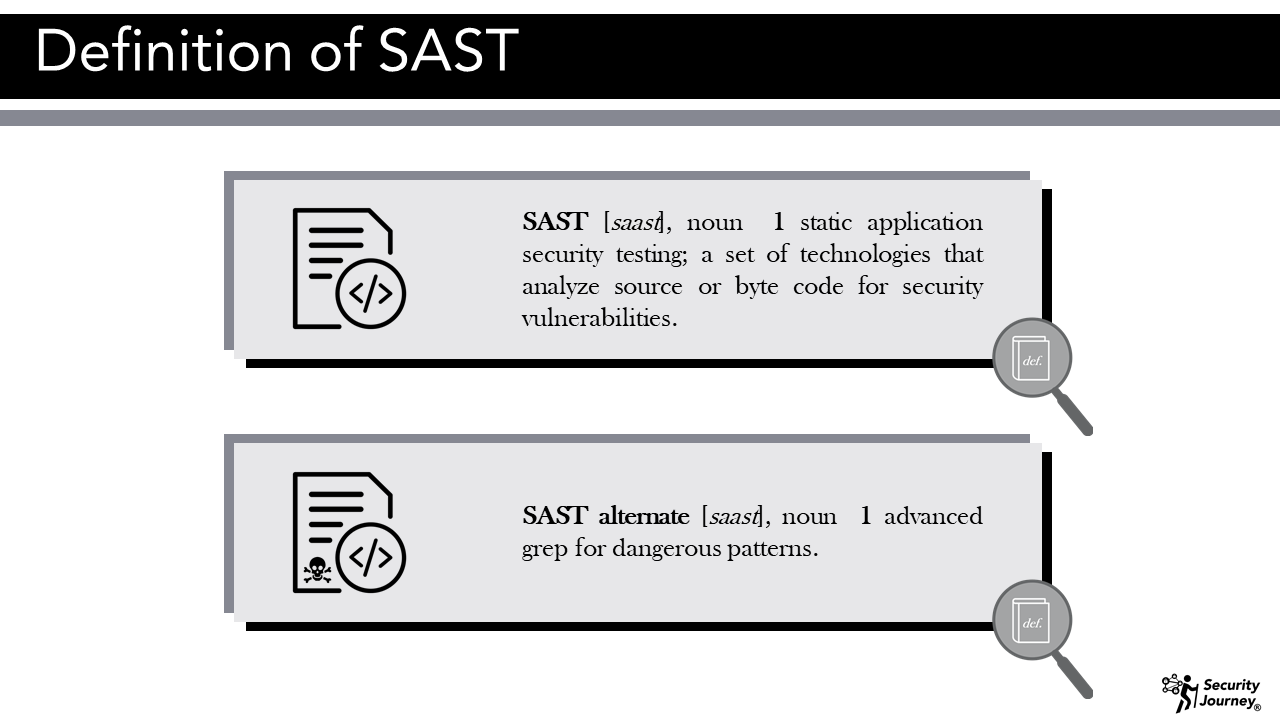 Definition of SAST
SAST [saast], noun 1 static application
security testing; a set of technologies that
analyze source or byte code for security
vulnerabilities.
</>
def.
SAST alternate [saast], noun 1 advanced
grep for dangerous patterns.
</>
def.
Security
Journey®